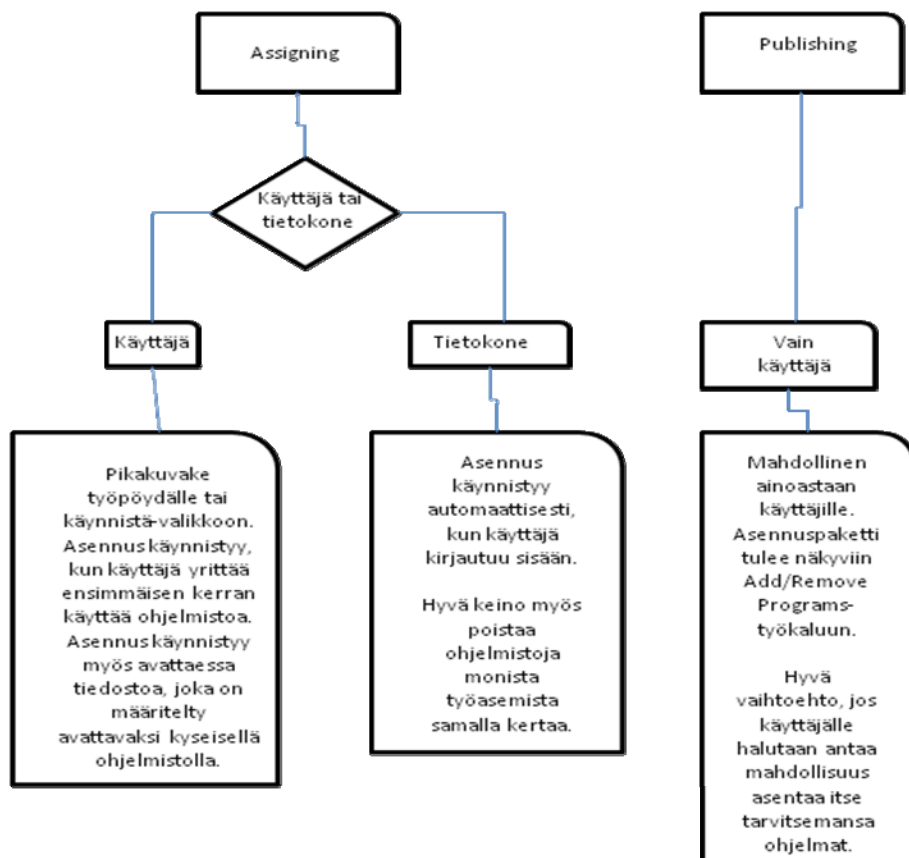 Assigning
Publishing
Käyttäjä tai
tietokone
Käyttäjä
Tietokone
Vain
käyttäjä
Pikakuvake
työpöydälle tai
käynnistä-valikkoon.
Asennus käynnistyy,
kun käyttäjä yrittää
ensimmäisen kerran
käyttää ohjelmistoa.
Asennus käynnistyy
myös avattaessa
tiedostoa, joka on
määritelty
avattavaksi kyseisellä
ohjelmistolla.
Asennus
käynnistyy
automaattisesti,
kun käyttäjä
kirjautuu sisään.
Hyvä keino myös
poistaa
ohjelmistoja
monista
työasemista
samalla kertaa.
Mahdollinen
ainoastaan
käyttäjille.
Asennuspaketti
tulee näkyviin
Add/Remove
Programs-
työkaluun.
Hyvä
vaihtoehto, jos
käyttäjälle
halutaan antaa
mahdollisuus
asentaa itse
tarvitsemansa
ohjelmat.